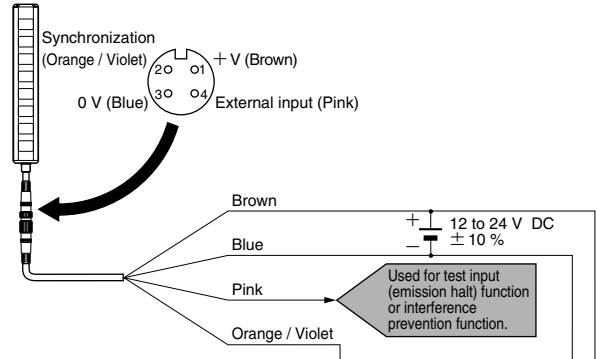 Synchronization
(Orange / Violet)
+ V (Brown)
2 1
3 4
0 V (Blue)
External input (Pink)
Brown
+
12 to 24 V DC
± 10 %
−
Blue
Pink
Used for test input
(emission halt) function
or interference
prevention function.
Orange / Violet